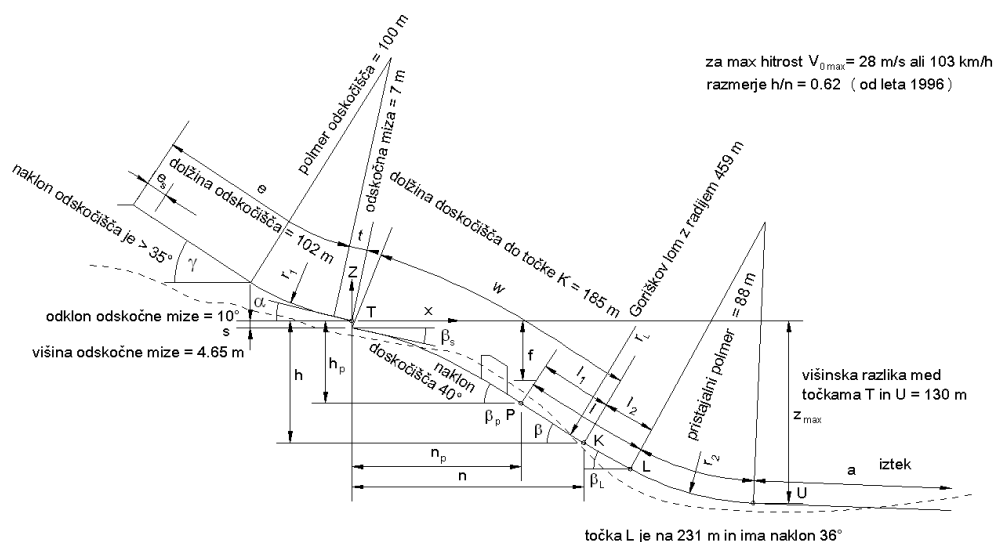 za max hitrost V0 max= 28 m/s ali 103 km/h
razmerje h/n = 0.62 ( od leta 1996)
polmer odskočišča = 100 m
odskočna miza = 7 m
e
es
dolžina odskočišča = 102 m
naklon odskočišča je > 35°
γ
t
dolžina doskočišča do točke K = 185 m
w
Goriškov lom z radijem 459 m
r1
Z
T
x
α
odklon odskočne mize = 10°
s
višina odskočne mize = 4.65 m
βs
f
rL
naklon
doskočišča 40°
hp
h
βp
P
β
l1
l
l2
K
L
βL
pristajalni polmer = 88 m
r2
višinska razlika med
točkama T in U = 130 m
zmax
np
n
a
iztek
U
točka L je na 231 m in ima naklon 36°